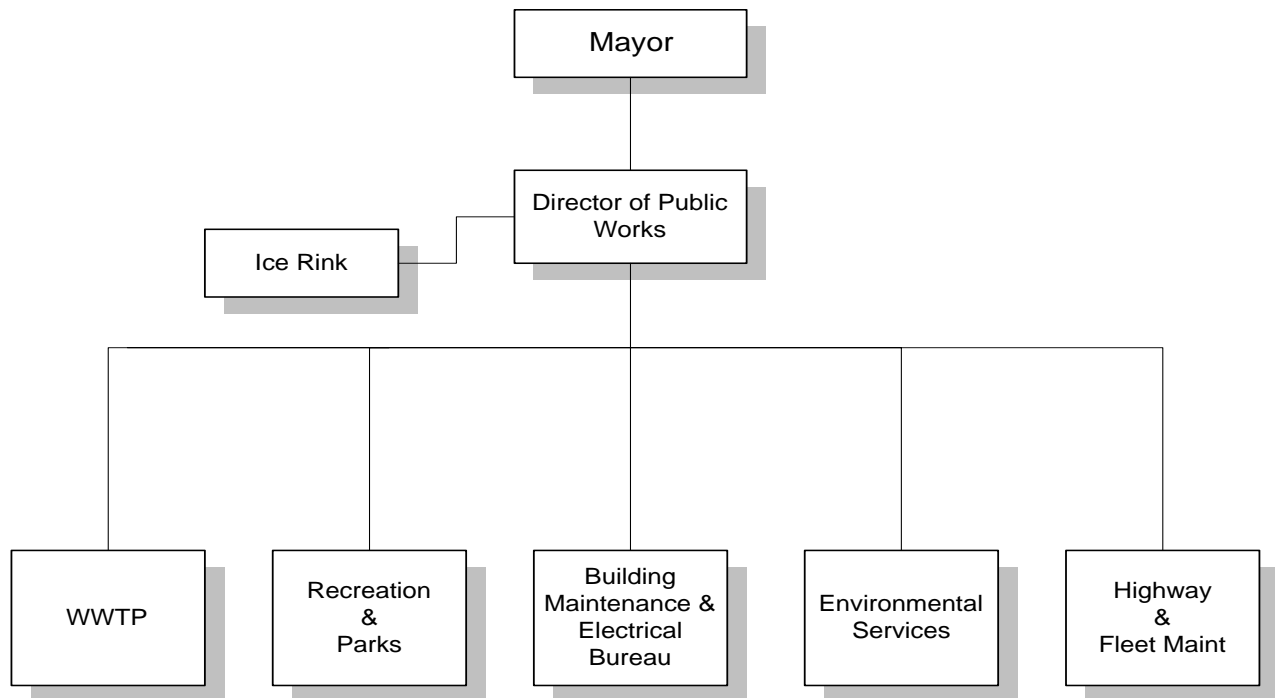 Mayor
Director of Public
Works
Ice Rink
WWTP
Recreation
&
Parks
Building
Maintenance &
Electrical
Bureau
Environmental
Services
Highway
&
Fleet Maint